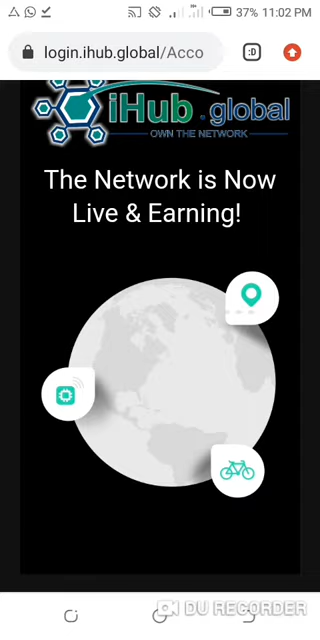 37% 11:02 PM
login.ihub.global/Acco
:D
iHub.global
OWN THE NETWORK
The Network is Now
Live & Earning!
DU RECORDER